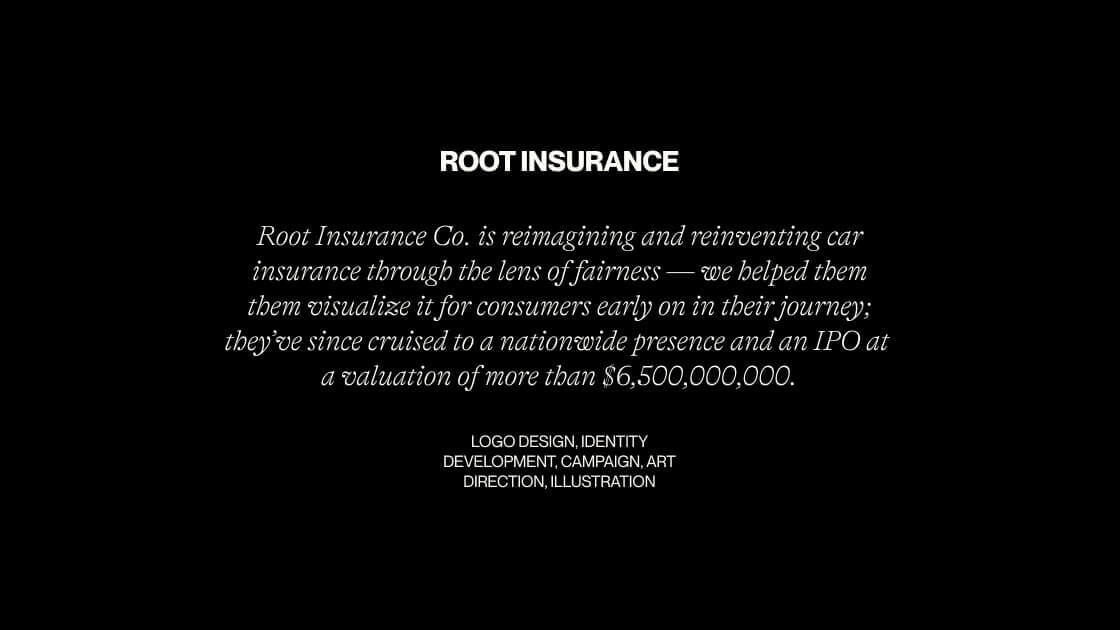 ROOT INSURANCE
Root Insurance Co. is reimagining and reinventing car
insurance through the lens of fairness — we helped them
them visualize it for consumers early on in their journey;
they’ve since cruised to a nationwide presence and an IPO at
a valuation of more than $6,500,000,000.
LOGO DESIGN, IDENTITY
DEVELOPMENT, CAMPAIGN, ART
DIRECTION, ILLUSTRATION